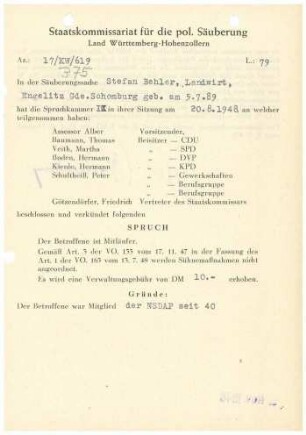 Staatskommissariat für die pol. Säuberung
Land Württemberg-Hohenzollern
Az.: 17/KW/619 L.: 79
375
In der Säuberungssache Stefan Behler, Landwirt,
Engelitz Gde.Schomburg geb. am 5.7.89
hat die Spruchkammer IX in ihrer Sitzung am 20.8.1948 an welcher
teilgenommen haben:
Assessor Alber Vorsitzender,
Baumann, Thomas Beisitzer — CDU
Veith, Martha „ — SPD
Boden, Hermann „ — DVP
Kiente, Hermann „ — KPD
Schultheiß, Peter „ — Gewerkschaften
„ — Berufsgruppe
„ — Berufsgruppe
Götzendörfer, Friedrich Vertreter des Staatskommissars
beschlossen und verkündet folgenden
SPRUCH
Der Betroffene ist Mitläufer.
Gemäß Art. 3 der VO. 133 vom 17. 11. 47 in der Fassung des
Art. 1 der VO. 163 vom 13. 7. 48 werden Sühnemaßnahmen nicht
angeordnet.
Es wird eine Verwaltungsgebühr von DM 10.- erhoben.
Gründe:
Der Betroffene war Mitglied der NSDAP seit 40